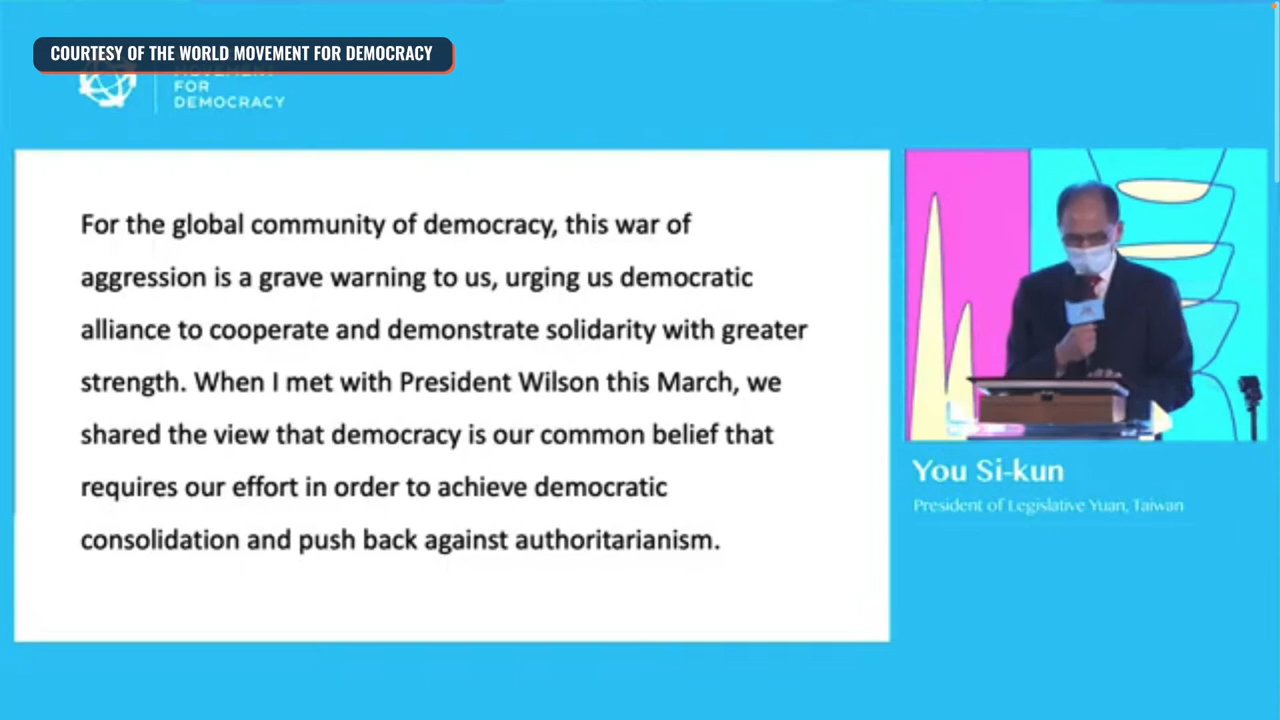 COURTESY OF THE WORLD MOVEMENT FOR DEMOCRACY
MOVEMENT
FOR
DEMOCRACY
For the global community of democracy, this war of
aggression is a grave warning to us, urging us democratic
alliance to cooperate and demonstrate solidarity with greater
strength. When I met with President Wilson this March, we
shared the view that democracy is our common belief that
requires our effort in order to achieve democratic
consolidation and push back against authoritarianism.
You Si-kun
President of Legislative Yuan, Taiwan